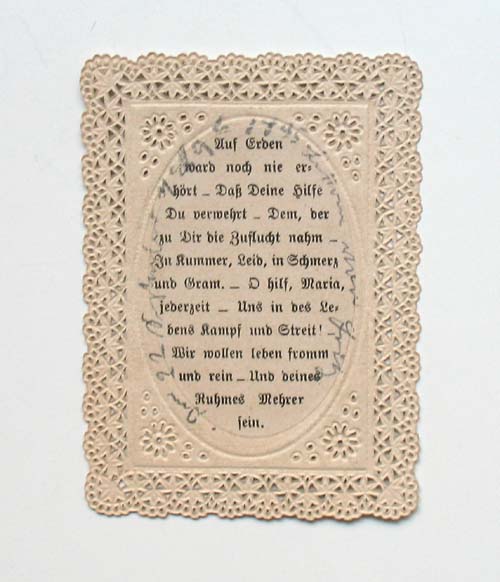 Auf Erden
ward noch nie er-
hört – Daß Deine Hilfe
Du verwehrt – Dem, der
zu Dir die Zuflucht nahm –
In Kummer, Leid, in Schmerz
und Gram. – O hilf, Maria,
jederzeit – Uns in des Le-
bens Kampf und Streit!
Wir wollen leben fromm
und rein – Und deines
Ruhmes Mehrer
sein.